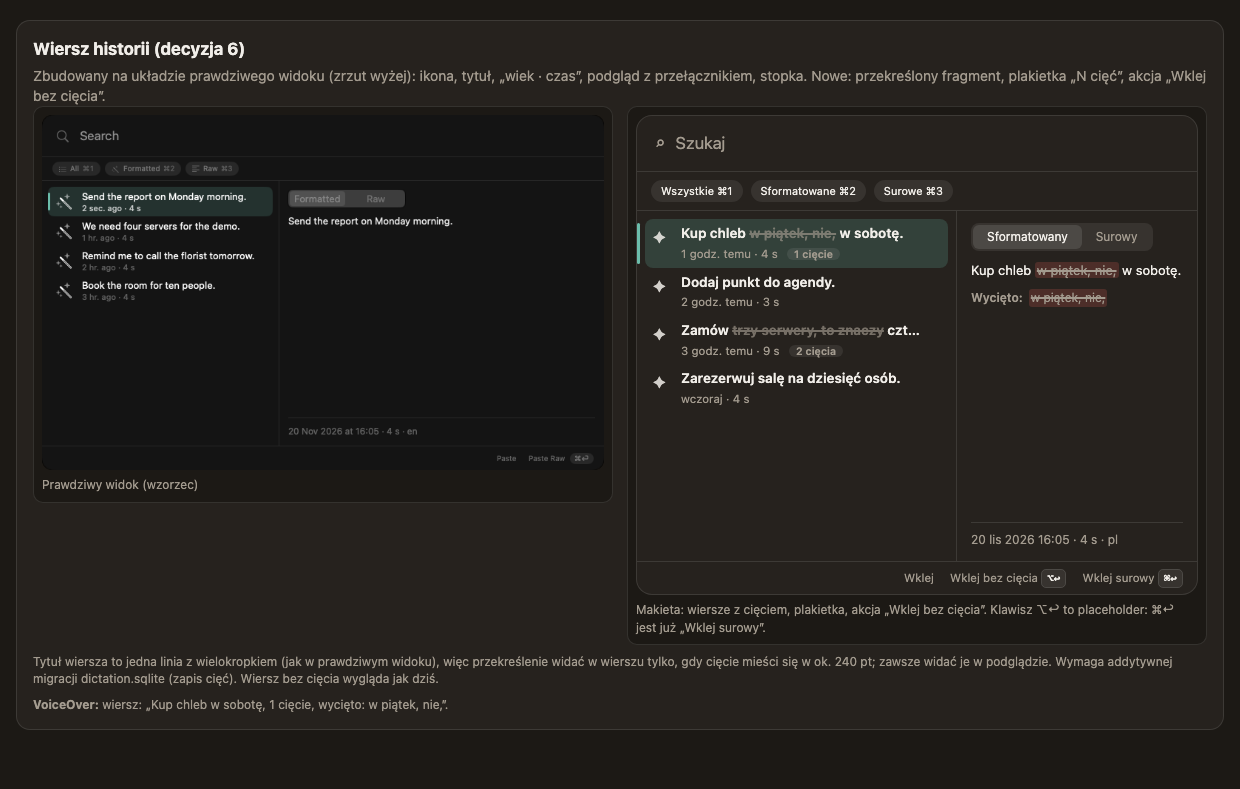 Wiersz historii (decyzja 6)
Zbudowany na układzie prawdziwego widoku (zrzut wyżej): ikona, tytuł, „wiek · czas”, podgląd z przełącznikiem, stopka. Nowe: przekreślony fragment, plakietka „N cięć”, akcja „Wklej
bez cięcia”.
Search
All ⌘1 Formatted ⌘2 Raw ⌘3
Send the report on Monday morning.
2 sec. ago · 4 s
We need four servers for the demo.
1 hr. ago · 4 s
Remind me to call the florist tomorrow.
2 hr. ago · 4 s
Book the room for ten people.
3 hr. ago · 4 s
Formatted Raw
Send the report on Monday morning.
20 Nov 2026 at 16:05 · 4 s · en
Paste Paste Raw ⌘↩
Prawdziwy widok (wzorzec)
Szukaj
Wszystkie ⌘1 Sformatowane ⌘2 Surowe ⌘3
Kup chleb w piątek, nie, w sobotę.
1 godz. temu · 4 s 1 cięcie
Dodaj punkt do agendy.
2 godz. temu · 3 s
Zamów trzy serwery, to znaczy czt…
3 godz. temu · 9 s 2 cięcia
Zarezerwuj salę na dziesięć osób.
wczoraj · 4 s
Sformatowany Surowy
Kup chleb w piątek, nie, w sobotę.
Wycięto: w piątek, nie,
20 lis 2026 16:05 · 4 s · pl
Wklej Wklej bez cięcia ⌥↩ Wklej surowy ⌘↩
Makieta: wiersze z cięciem, plakietka, akcja „Wklej bez cięcia”. Klawisz ⌥↩ to placeholder: ⌘↩
jest już „Wklej surowy”.
Tytuł wiersza to jedna linia z wielokropkiem (jak w prawdziwym widoku), więc przekreślenie widać w wierszu tylko, gdy cięcie mieści się w ok. 240 pt; zawsze widać je w podglądzie. Wymaga addytywnej
migracji dictation.sqlite (zapis cięć). Wiersz bez cięcia wygląda jak dziś.
VoiceOver: wiersz: „Kup chleb w sobotę, 1 cięcie, wycięto: w piątek, nie,”.